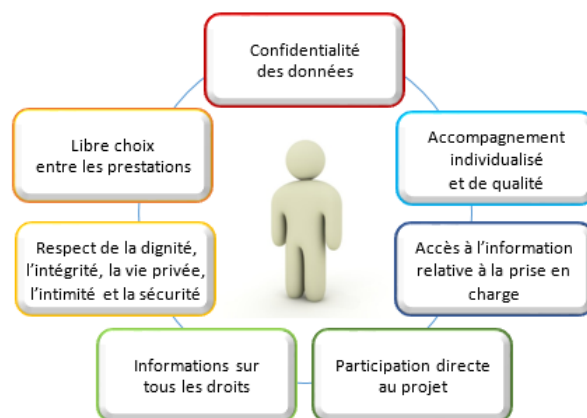 Confidentialité
des données
Accompagnement
individualisé
et de qualité
Accès à l’information
relative à la prise en
charge
Participation directe
au projet
Informations sur
tous les droits
Respect de la dignité,
l’intégrité, la vie privée,
l’intimité et la sécurité
Libre choix
entre les prestations